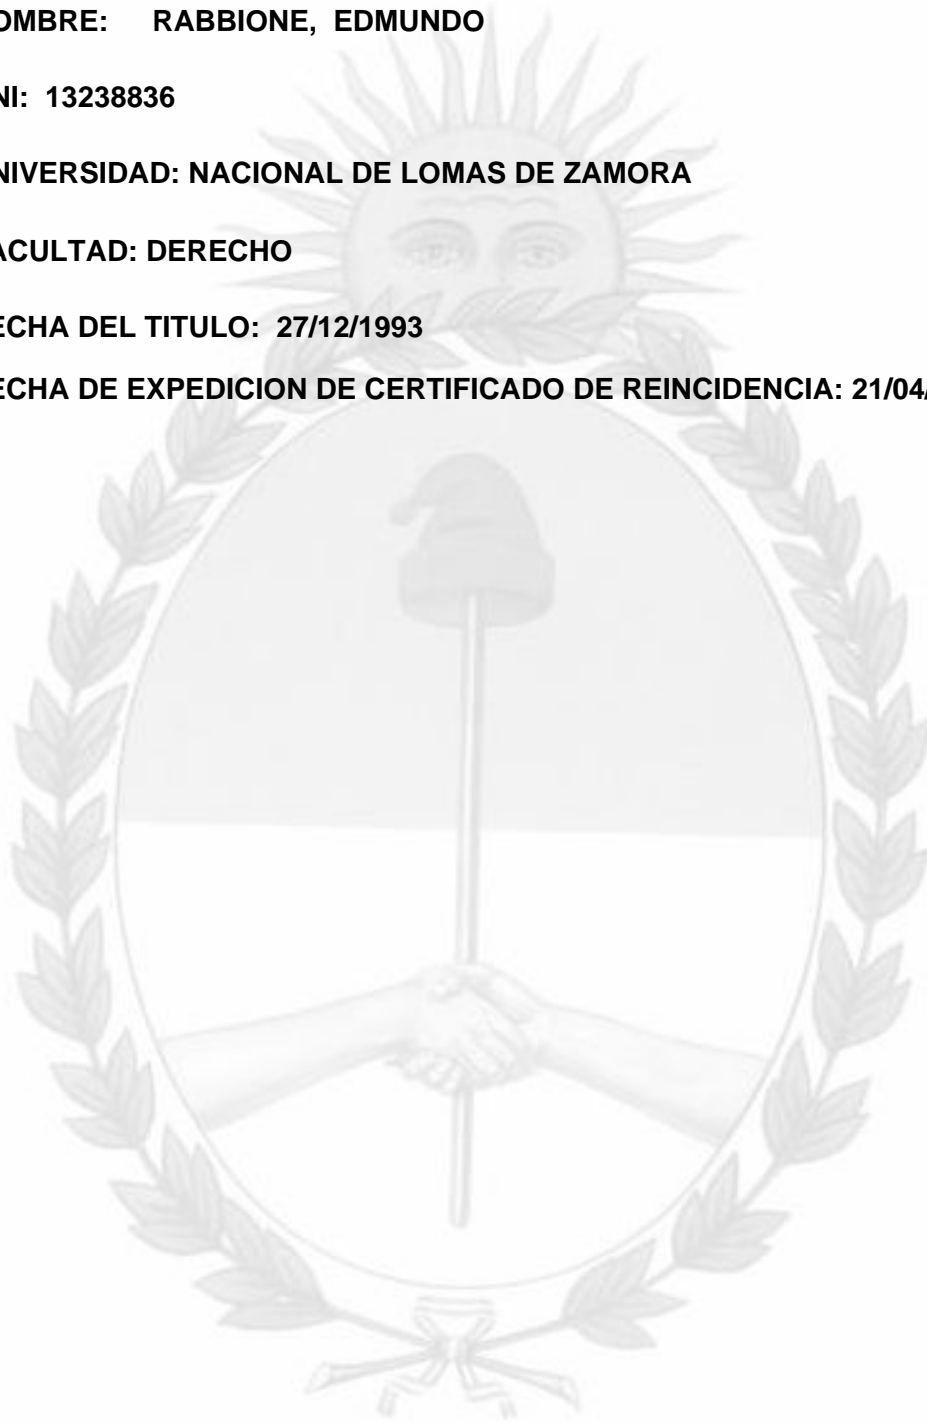 OMBRE: RABBIONE, EDMUNDO
NI: 13238836
NIVERSIDAD: NACIONAL DE LOMAS DE ZAMORA
ACULTAD: DERECHO
ECHA DEL TITULO: 27/12/1993
ECHA DE EXPEDICION DE CERTIFICADO DE REINCIDENCIA: 21/04/